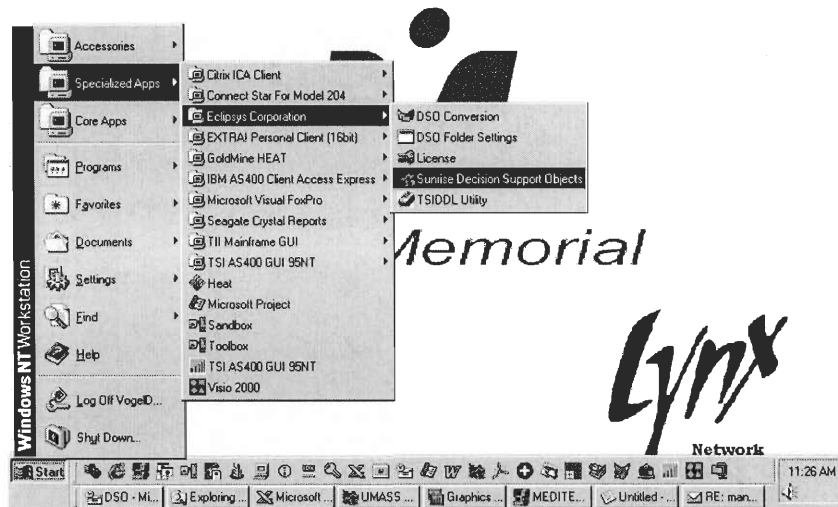 Windows NT Workstation
Accessories
Specialized Apps
Core Apps
Programs
Favorites
Documents
Settings
Find
Help
Log Off VogelD...
Shut Down...
Citrix ICA Client
Connect Star For Model 204
Eclipsys Corporation
EXTRA! Personal Client (16bit)
GoldMine HEAT
IBM AS400 Client Access Express
Microsoft Visual FoxPro
Seagate Crystal Reports
TII Mainframe GUI
TSI AS400 GUI 95NT
Heat
Microsoft Project
Sandbox
Toolbox
TSI AS400 GUI 95NT
Visio 2000
DSO Conversion
DSO Folder Settings
License
Sunrise Decision Support Objects
TSIDDL Utility
Memorial
Lynx
Network
Start
11:26 AM
DSO - Mi...
Exploring ...
Microsoft ...
UMASS ...
Graphics ...
MEDITE...
Untitled - ...
RE: man...